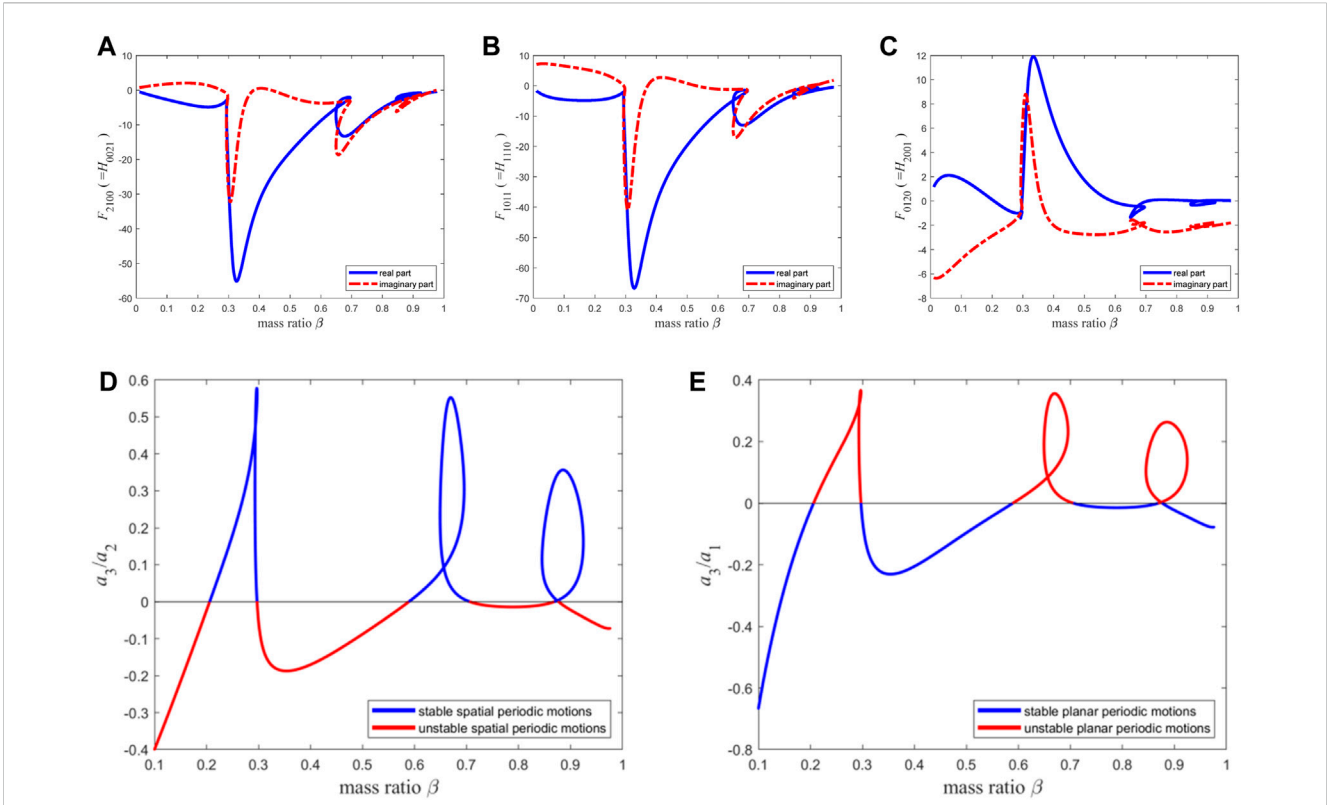 A
10
0
-10
-20
-30
-40
-50
-60
F2100 (=H0021)
0 0.1 0.2 0.3 0.4 0.5 0.6 0.7 0.8 0.9 1
mass ratio β
real part
imaginary part
B
10
0
-10
-20
-30
-40
-50
-60
-70
F1011 (=H1110)
0 0.1 0.2 0.3 0.4 0.5 0.6 0.7 0.8 0.9 1
mass ratio β
real part
imaginary part
C
12
10
8
6
4
2
0
-2
-4
-6
-8
F0120 (=H2001)
0 0.1 0.2 0.3 0.4 0.5 0.6 0.7 0.8 0.9 1
mass ratio β
real part
imaginary part
D
0.6
0.5
0.4
0.3
0.2
0.1
0
-0.1
-0.2
-0.3
-0.4
a3/a2
0.1 0.2 0.3 0.4 0.5 0.6 0.7 0.8 0.9 1
mass ratio β
stable spatial periodic motions
unstable spatial periodic motions
E
0.4
0.2
0
-0.2
-0.4
-0.6
-0.8
a3/a1
0.1 0.2 0.3 0.4 0.5 0.6 0.7 0.8 0.9 1
mass ratio β
stable planar periodic motions
unstable planar periodic motions